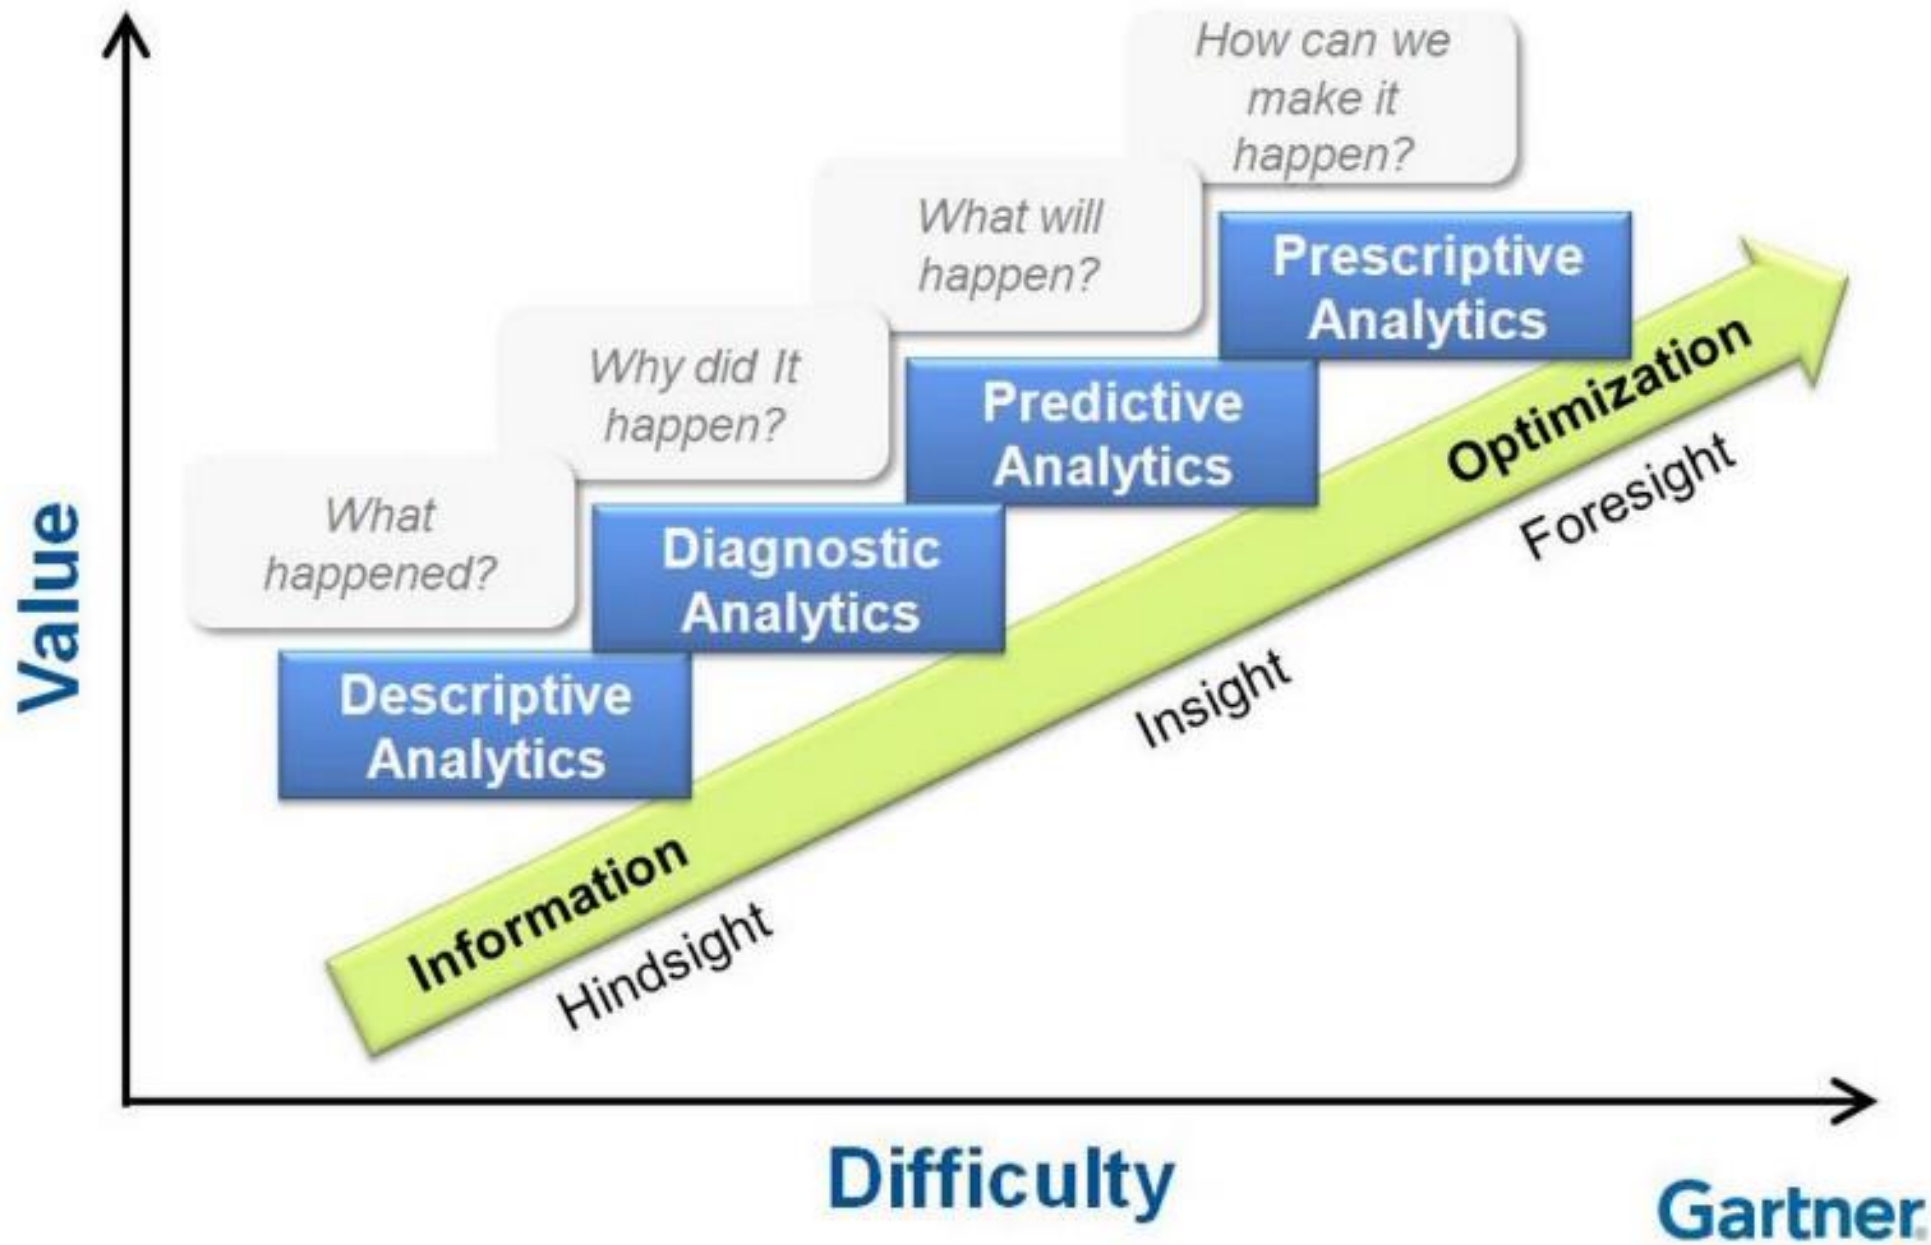 How can we
make it
happen?
What will
happen?
Prescriptive
Analytics
Why did It
happen?
Predictive
Analytics
What
happened?
Diagnostic
Analytics
Descriptive
Analytics
Value
Information
Optimization
Hindsight
Insight
Foresight
Difficulty
Gartner